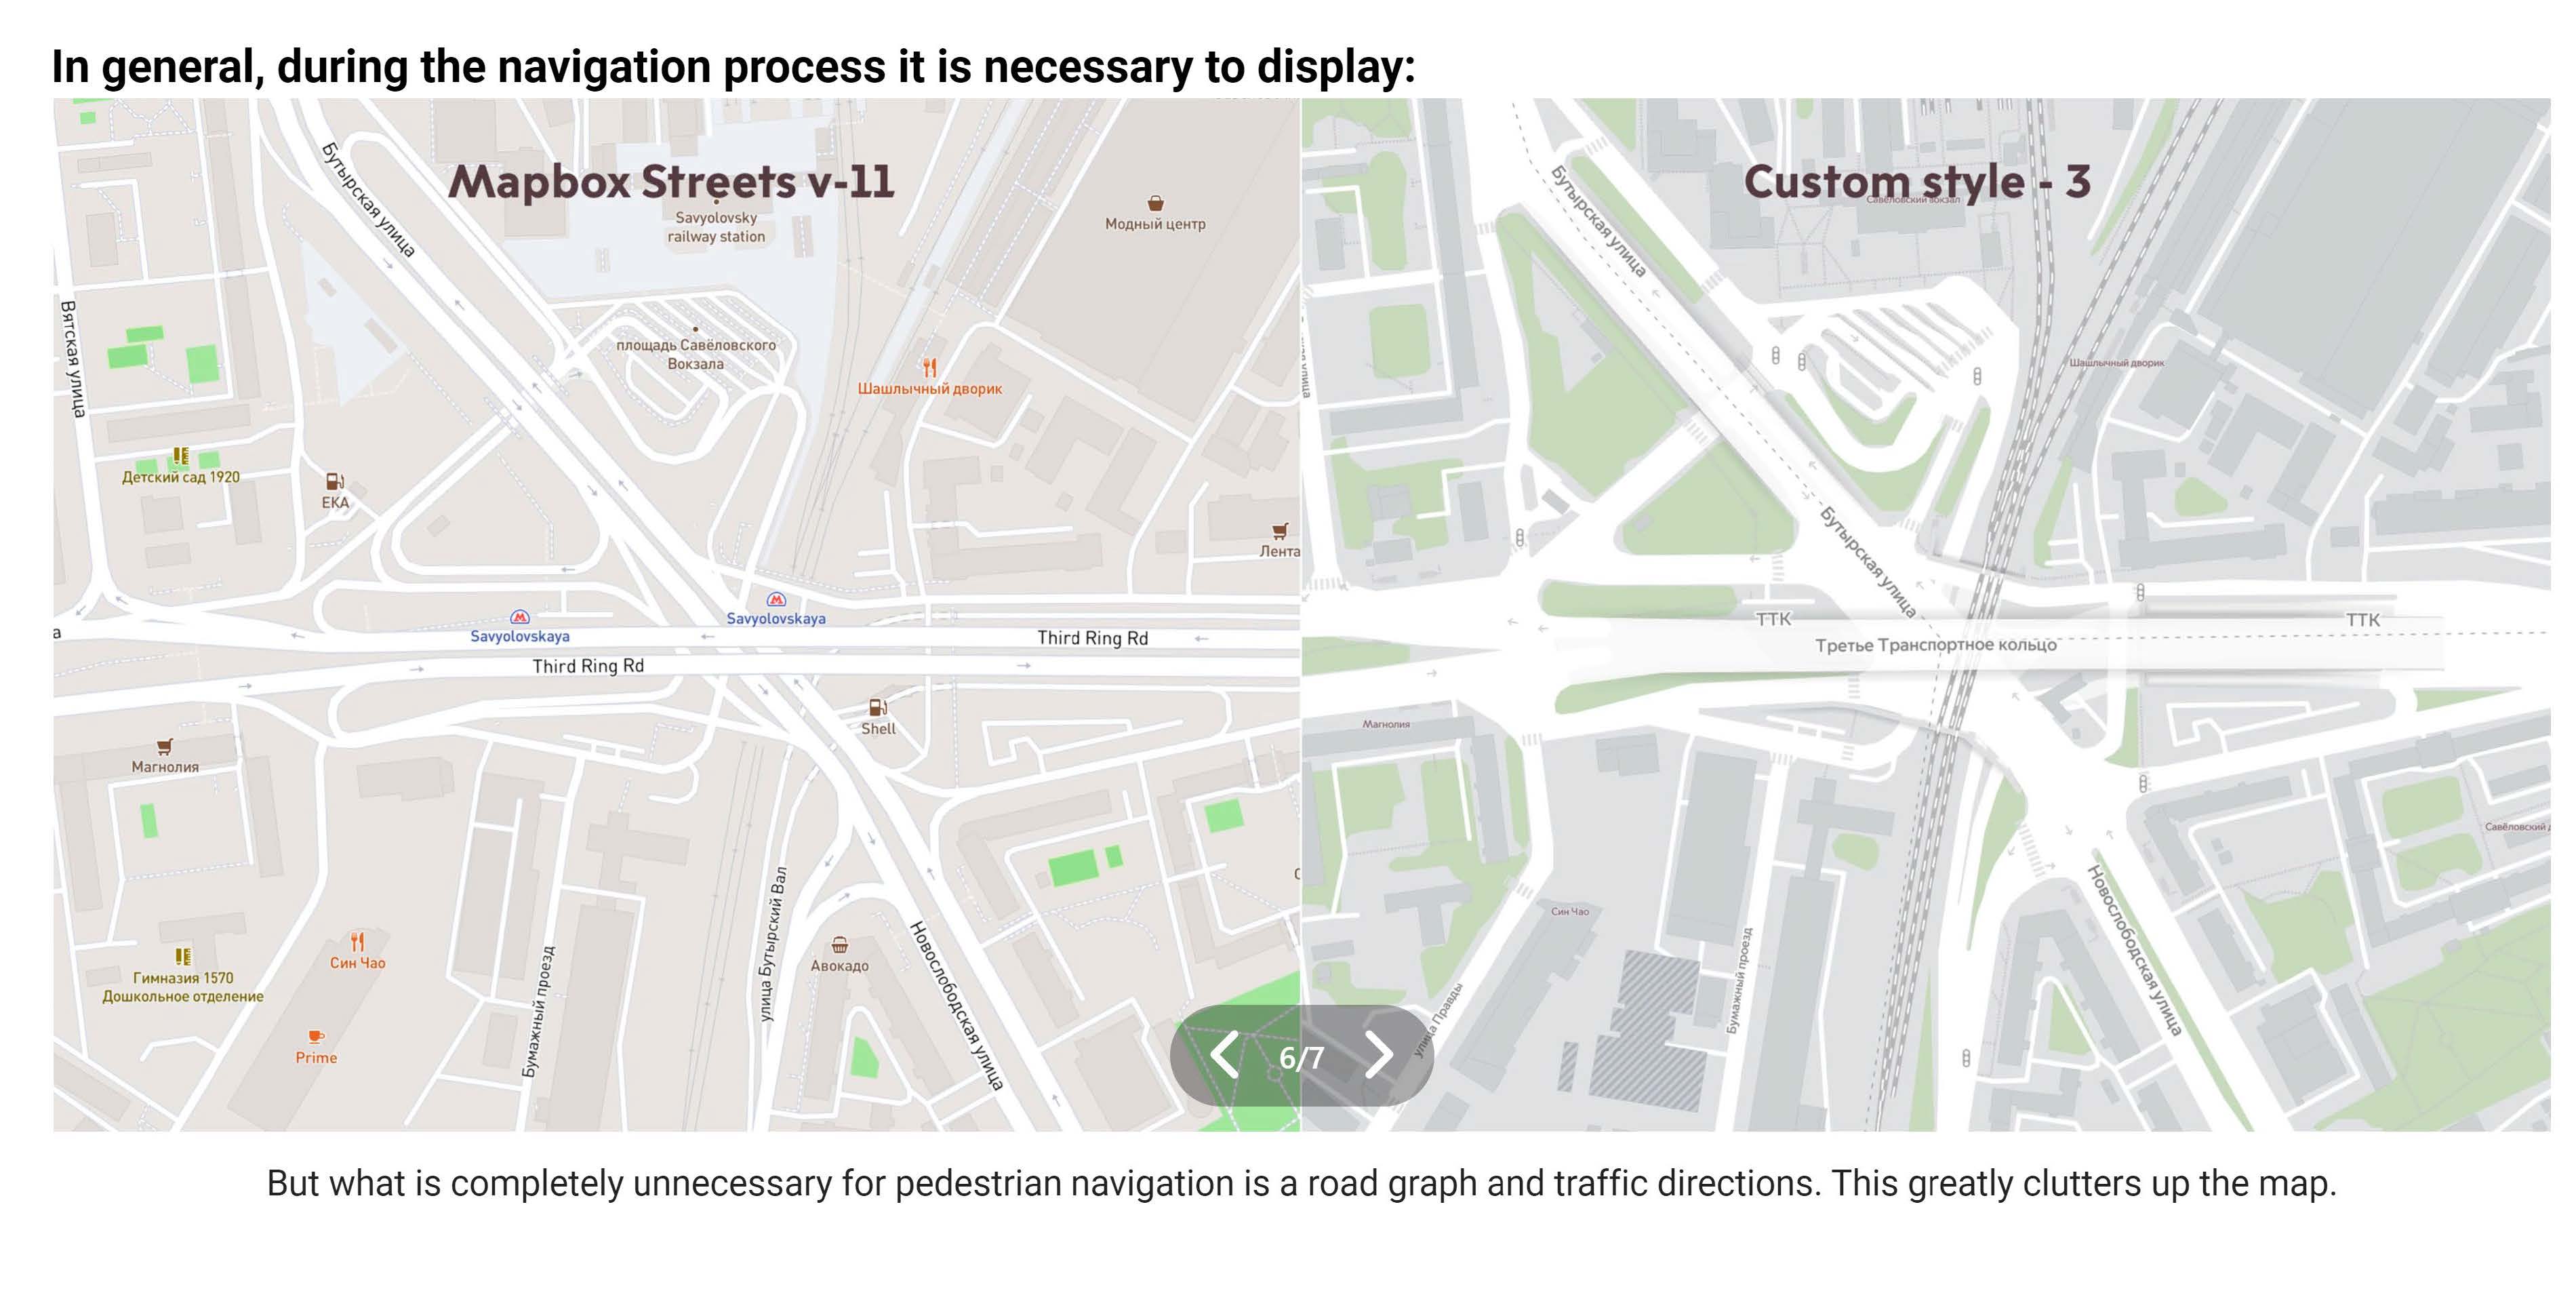 In general, during the navigation process it is necessary to display:
Mapbox Streets v-11
Бутырская улица
Savyolovsky
railway station
Модный центр
Вятская улица
площадь Савёловского
Вокзала
Шашлычный дворик
Детский сад 1920
EKA
Лента
Savyolovskaya
Savyolovskaya
а
Third Ring Rd
Third Ring Rd
Shell
Магнолия
улица Бутырский Вал
Новослободская улица
Син Чао
Авокадо
Гимназия 1570
Дошкольное отделение
Бумажный проезд
Prime
Custom style - 3
Савёловский вокзал
Бутырская улица
Шашлычный дворик
Бутырская улица
ТТК
ТТК
Третье Транспортное кольцо
Магнолия
Савёловский
Новослободская улица
Син Чао
Бумажный проезд
улица Правды
6/7
But what is completely unnecessary for pedestrian navigation is a road graph and traffic directions. This greatly clutters up the map.